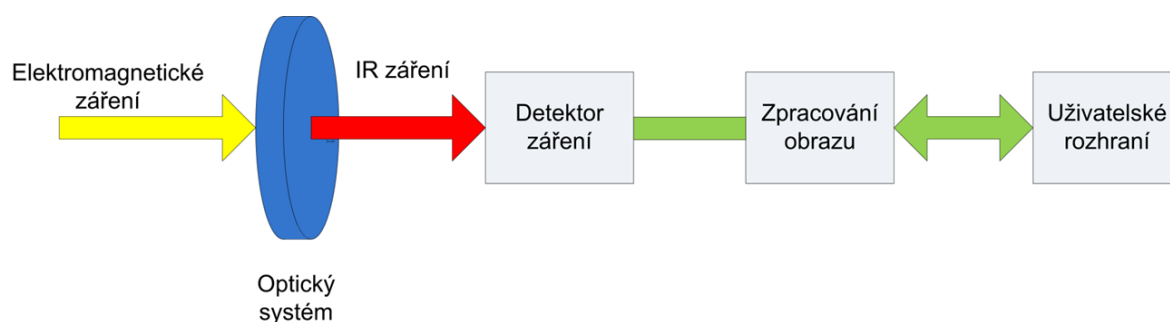 Elektromagnetické
záření
IR záření
Detektor
záření
Zpracování
obrazu
Uživatelské
rozhraní
Optický
systém